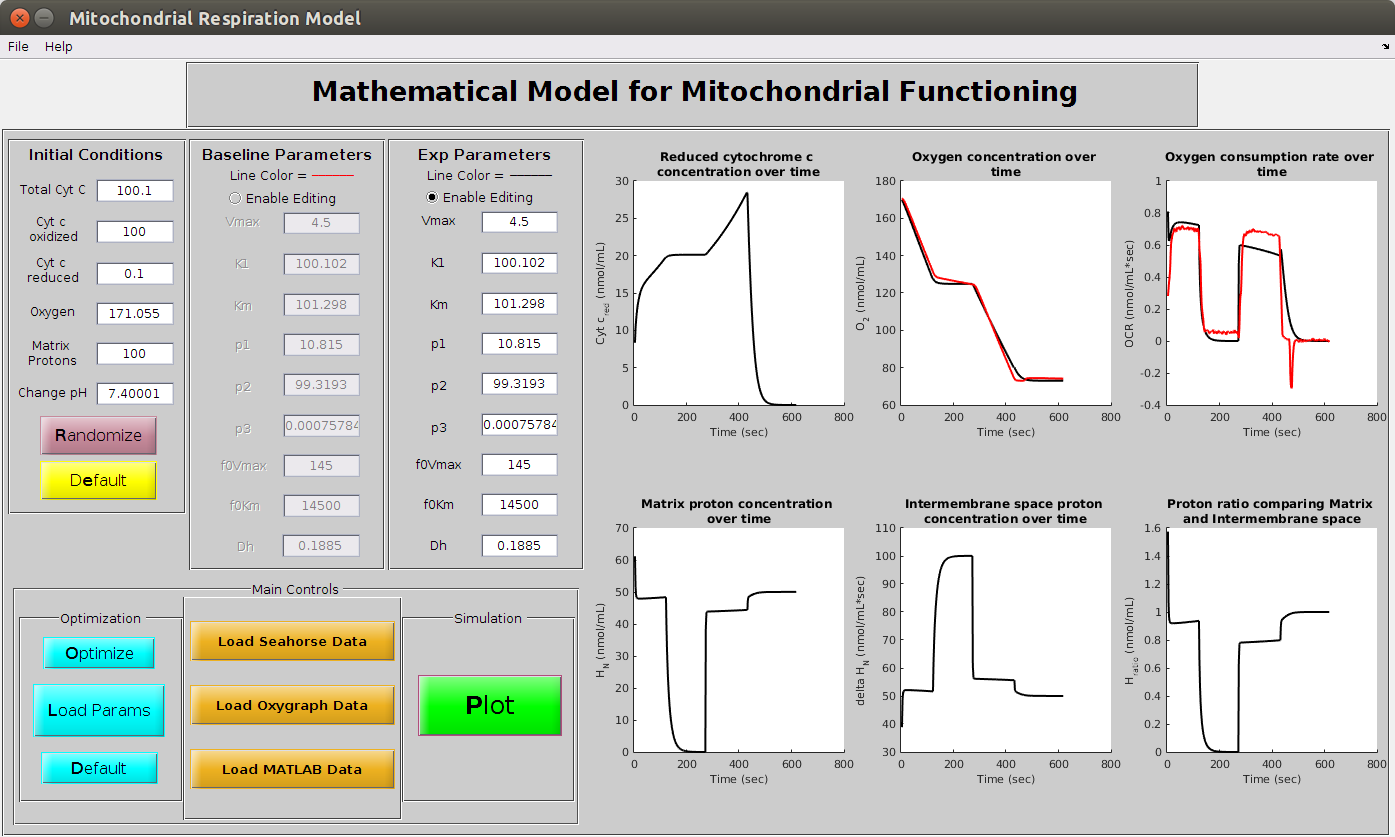 Mitochondrial Respiration Model
File Help
Mathematical Model for Mitochondrial Functioning
Initial Conditions
Total Cyt C 100.1
Cyt c
oxidized 100
Cyt c
reduced 0.1
Oxygen 171.055
Matrix
Protons 100
Change pH 7.40001
Randomize
Default
Baseline Parameters
Line Color =
Enable Editing
Vmax 4.5
K1 100.102
Km 101.298
p1 10.815
p2 99.3193
p3 0.00075784
f0Vmax 145
f0Km 14500
Dh 0.1885
Exp Parameters
Line Color =
Enable Editing
Vmax 4.5
K1 100.102
Km 101.298
p1 10.815
p2 99.3193
p3 0.00075784
f0Vmax 145
f0Km 14500
Dh 0.1885
Main Controls
Optimization
Optimize
Load Params
Default
Load Seahorse Data
Load Oxygraph Data
Load MATLAB Data
Simulation
Plot
Reduced cytochrome c
concentration over time
Cyt c_red (nmol/mL)
30
25
20
15
10
5
0
0 200 400 600 800
Time (sec)
Oxygen concentration over
time
O_2 (nmol/mL)
180
160
140
120
100
80
60
0 200 400 600 800
Time (sec)
Oxygen consumption rate over
time
OCR (nmol/mL*sec)
1
0.8
0.6
0.4
0.2
0
-0.2
-0.4
0 200 400 600 800
Time (sec)
Matrix proton concentration
over time
H_N (nmol/mL)
70
60
50
40
30
20
10
0
0 200 400 600 800
Time (sec)
Intermembrane space proton
concentration over time
delta H_N (nmol/mL*sec)
110
100
90
80
70
60
50
40
30
0 200 400 600 800
Time (sec)
Proton ratio comparing Matrix
and Intermembrane space
H_ratio (nmol/mL)
1.6
1.4
1.2
1
0.8
0.6
0.4
0.2
0
0 200 400 600 800
Time (sec)